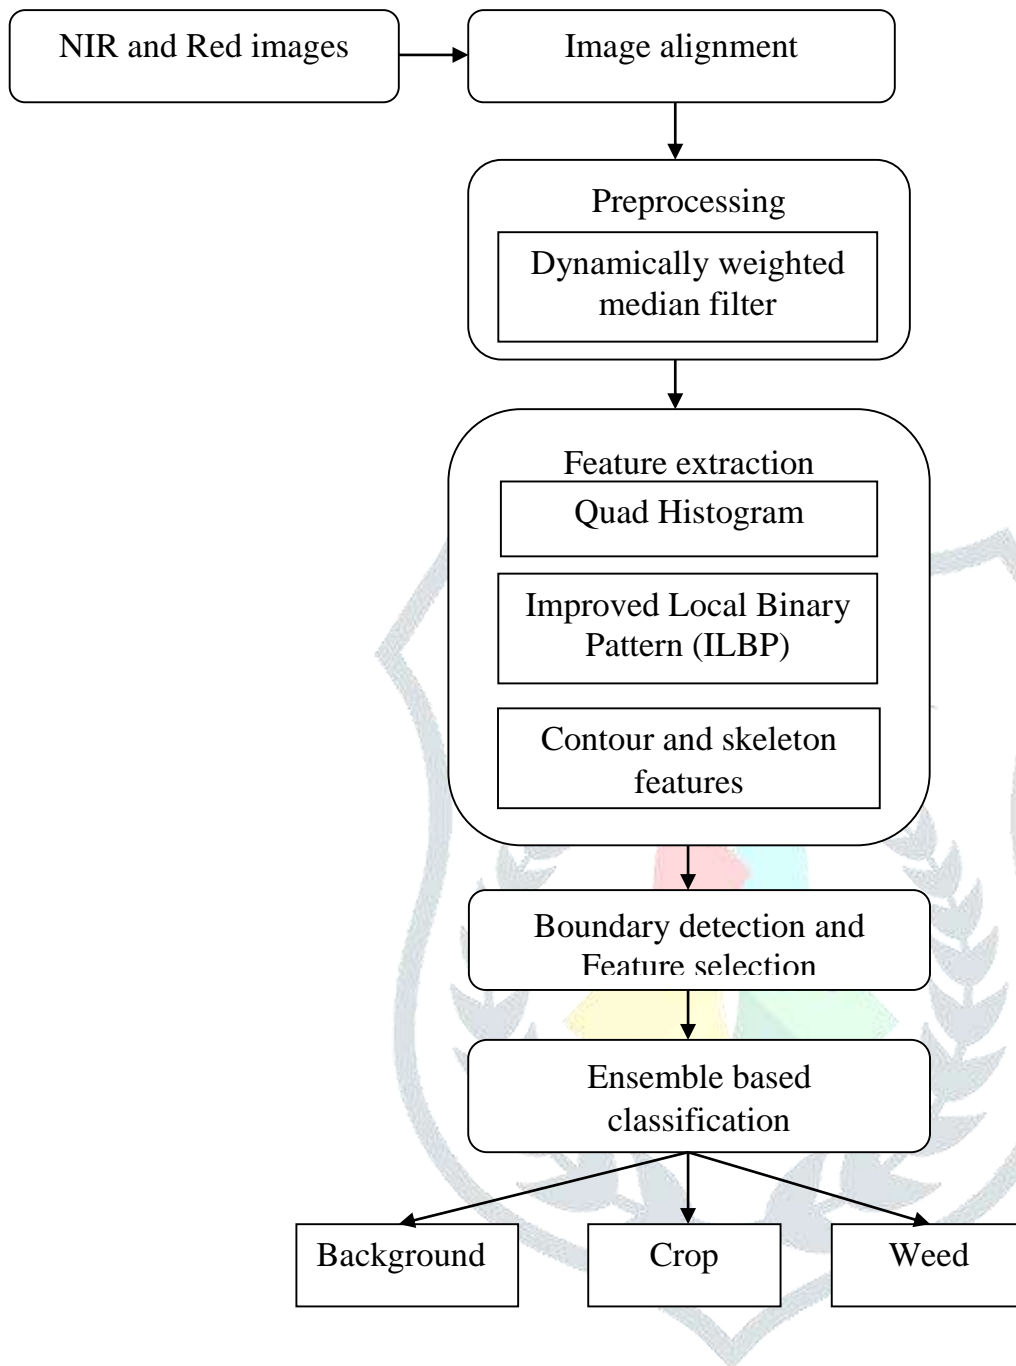 NIR and Red images
Image alignment
Preprocessing
Dynamically weighted
median filter
Feature extraction
Quad Histogram
Improved Local Binary
Pattern (ILBP)
Contour and skeleton
features
Boundary detection and
Feature selection
Ensemble based
classification
Background
Crop
Weed